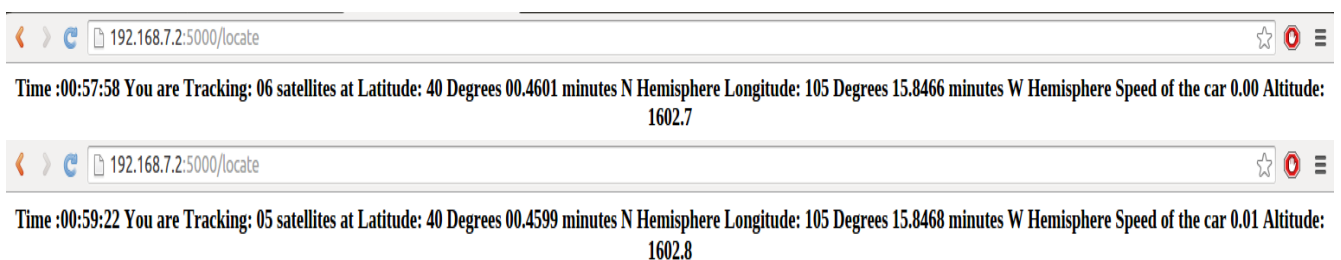 192.168.7.2:5000/locate
Time :00:57:58 You are Tracking: 06 satellites at Latitude: 40 Degrees 00.4601 minutes N Hemisphere Longitude: 105 Degrees 15.8466 minutes W Hemisphere Speed of the car 0.00 Altitude:
1602.7
192.168.7.2:5000/locate
Time :00:59:22 You are Tracking: 05 satellites at Latitude: 40 Degrees 00.4599 minutes N Hemisphere Longitude: 105 Degrees 15.8468 minutes W Hemisphere Speed of the car 0.01 Altitude:
1602.8